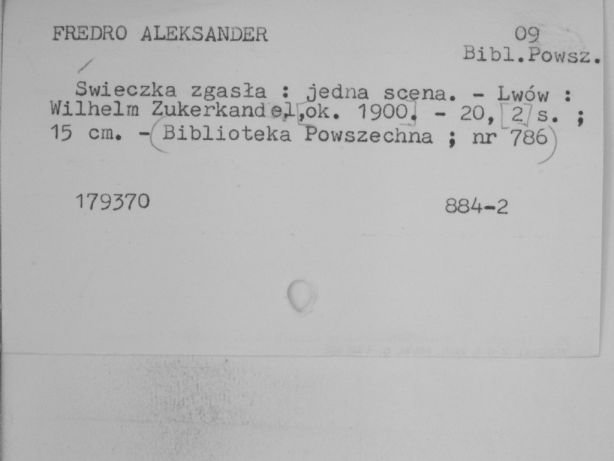 FREDRO ALEKSANDER
09
Bibl.Powsz.
Świeczka zgasła : jedna scena. - Lwów :
Wilhelm Zukerkandel,[ok. 1900]. - 20,[2]s. ;
15 cm. -(Biblioteka Powszechna ; nr 786)
179370
884-2